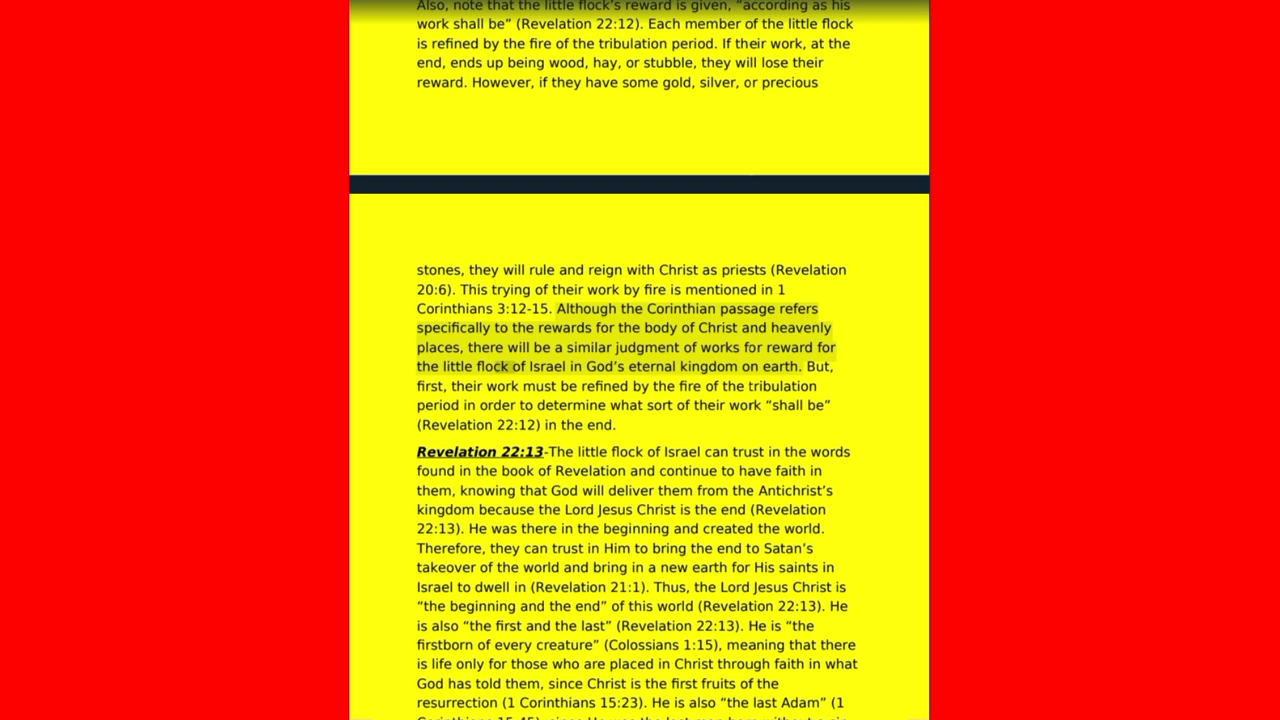 Also, note that the little flock's reward is given, “according as his
work shall be” (Revelation 22:12). Each member of the little flock
is refined by the fire of the tribulation period. If their work, at the
end, ends up being wood, hay, or stubble, they will lose their
reward. However, if they have some gold, silver, or precious
stones, they will rule and reign with Christ as priests (Revelation
20:6). This trying of their work by fire is mentioned in 1
Corinthians 3:12-15. Although the Corinthian passage refers
specifically to the rewards for the body of Christ and heavenly
places, there will be a similar judgment of works for reward for
the little flock of Israel in God’s eternal kingdom on earth. But,
first, their work must be refined by the fire of the tribulation
period in order to determine what sort of their work “shall be”
(Revelation 22:12) in the end.
Revelation 22:13-The little flock of Israel can trust in the words
found in the book of Revelation and continue to have faith in
them, knowing that God will deliver them from the Antichrist’s
kingdom because the Lord Jesus Christ is the end (Revelation
22:13). He was there in the beginning and created the world.
Therefore, they can trust in Him to bring the end to Satan’s
takeover of the world and bring in a new earth for His saints in
Israel to dwell in (Revelation 21:1). Thus, the Lord Jesus Christ is
“the beginning and the end” of this world (Revelation 22:13). He
is also “the first and the last” (Revelation 22:13). He is “the
firstborn of every creature” (Colossians 1:15), meaning that there
is life only for those who are placed in Christ through faith in what
God has told them, since Christ is the first fruits of the
resurrection (1 Corinthians 15:23). He is also “the last Adam” (1